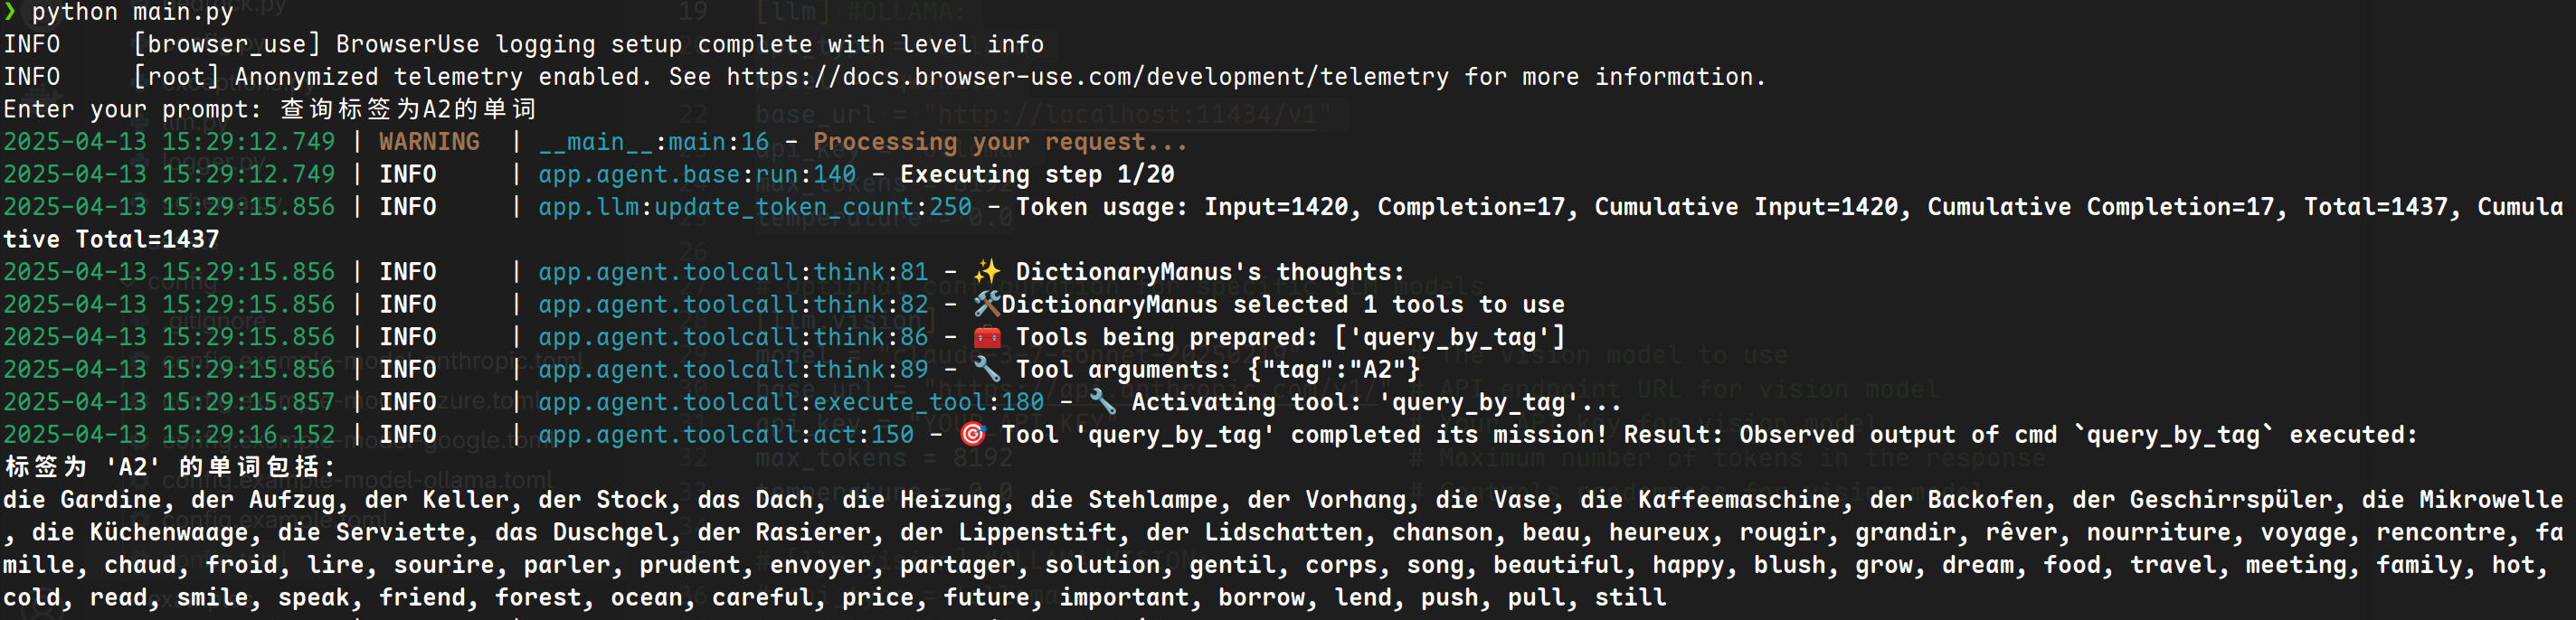 ❯ python main.py
INFO     [browser_use] BrowserUse logging setup complete with level info
INFO     [root] Anonymized telemetry enabled. See https://docs.browser-use.com/development/telemetry for more information.
Enter your prompt: 查询标签为A2的单词
2025-04-13 15:29:12.749 | WARNING  | __main__:main:16 - Processing your request...
2025-04-13 15:29:12.749 | INFO     | app.agent.base:run:140 - Executing step 1/20
2025-04-13 15:29:15.856 | INFO     | app.llm:update_token_count:250 - Token usage: Input=1420, Completion=17, Cumulative Input=1420, Cumulative Completion=17, Total=1437, Cumula
tive Total=1437
2025-04-13 15:29:15.856 | INFO     | app.agent.toolcall:think:81 - ✨ DictionaryManus's thoughts:
2025-04-13 15:29:15.856 | INFO     | app.agent.toolcall:think:82 - 🛠️DictionaryManus selected 1 tools to use
2025-04-13 15:29:15.856 | INFO     | app.agent.toolcall:think:86 - 🧰 Tools being prepared: ['query_by_tag']
2025-04-13 15:29:15.856 | INFO     | app.agent.toolcall:think:89 - 🔧 Tool arguments: {"tag":"A2"}
2025-04-13 15:29:15.857 | INFO     | app.agent.toolcall:execute_tool:180 - 🔧 Activating tool: 'query_by_tag'...
2025-04-13 15:29:16.152 | INFO     | app.agent.toolcall:act:150 - 🎯 Tool 'query_by_tag' completed its mission! Result: Observed output of cmd `query_by_tag` executed:
标签为 'A2' 的单词包括:
die Gardine, der Aufzug, der Keller, der Stock, das Dach, die Heizung, die Stehlampe, der Vorhang, die Vase, die Kaffeemaschine, der Backofen, der Geschirrspüler, die Mikrowelle
, die Küchenwaage, die Serviette, das Duschgel, der Rasierer, der Lippenstift, der Lidschatten, chanson, beau, heureux, rougir, grandir, rêver, nourriture, voyage, rencontre, fa
mille, chaud, froid, lire, sourire, parler, prudent, envoyer, partager, solution, gentil, corps, song, beautiful, happy, blush, grow, dream, food, travel, meeting, family, hot,
cold, read, smile, speak, friend, forest, ocean, careful, price, future, important, borrow, lend, push, pull, still